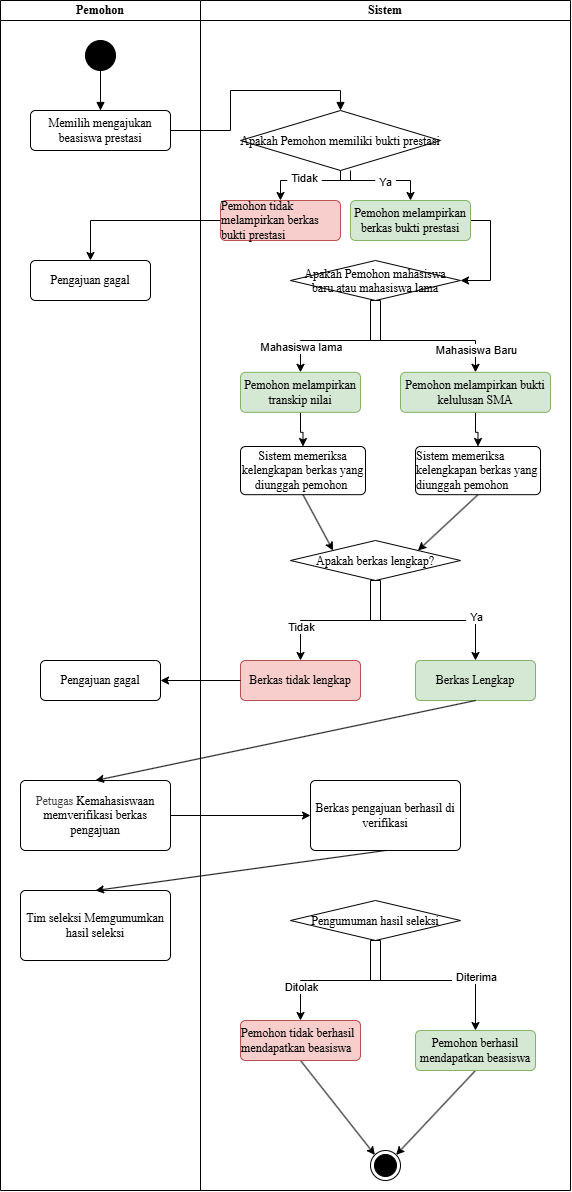 Pemohon
Sistem
Memilih mengajukan
beasiswa prestasi
Apakah Pemohon memiliki bukti prestasi
Tidak
Ya
Pemohon tidak
melampirkan berkas
bukti prestasi
Pemohon melampirkan
berkas bukti prestasi
Pengajuan gagal
Apakah Pemohon mahasiswa
baru atau mahasiswa lama
Mahasiswa lama
Mahasiswa Baru
Pemohon melampirkan
transkip nilai
Pemohon melampirkan bukti
kelulusan SMA
Sistem memeriksa
kelengkapan berkas yang
diunggah pemohon
Sistem memeriksa
kelengkapan berkas yang
diunggah pemohon
Apakah berkas lengkap?
Tidak
Ya
Pengajuan gagal
Berkas tidak lengkap
Berkas Lengkap
Petugas Kemahasiswaan
memverifikasi berkas
pengajuan
Berkas pengajuan berhasil di
verifikasi
Tim seleksi Memgumumkan
hasil seleksi
Pengumuman hasil seleksi
Ditolak
Diterima
Pemohon tidak berhasil
mendapatkan beasiswa
Pemohon berhasil
mendapatkan beasiswa